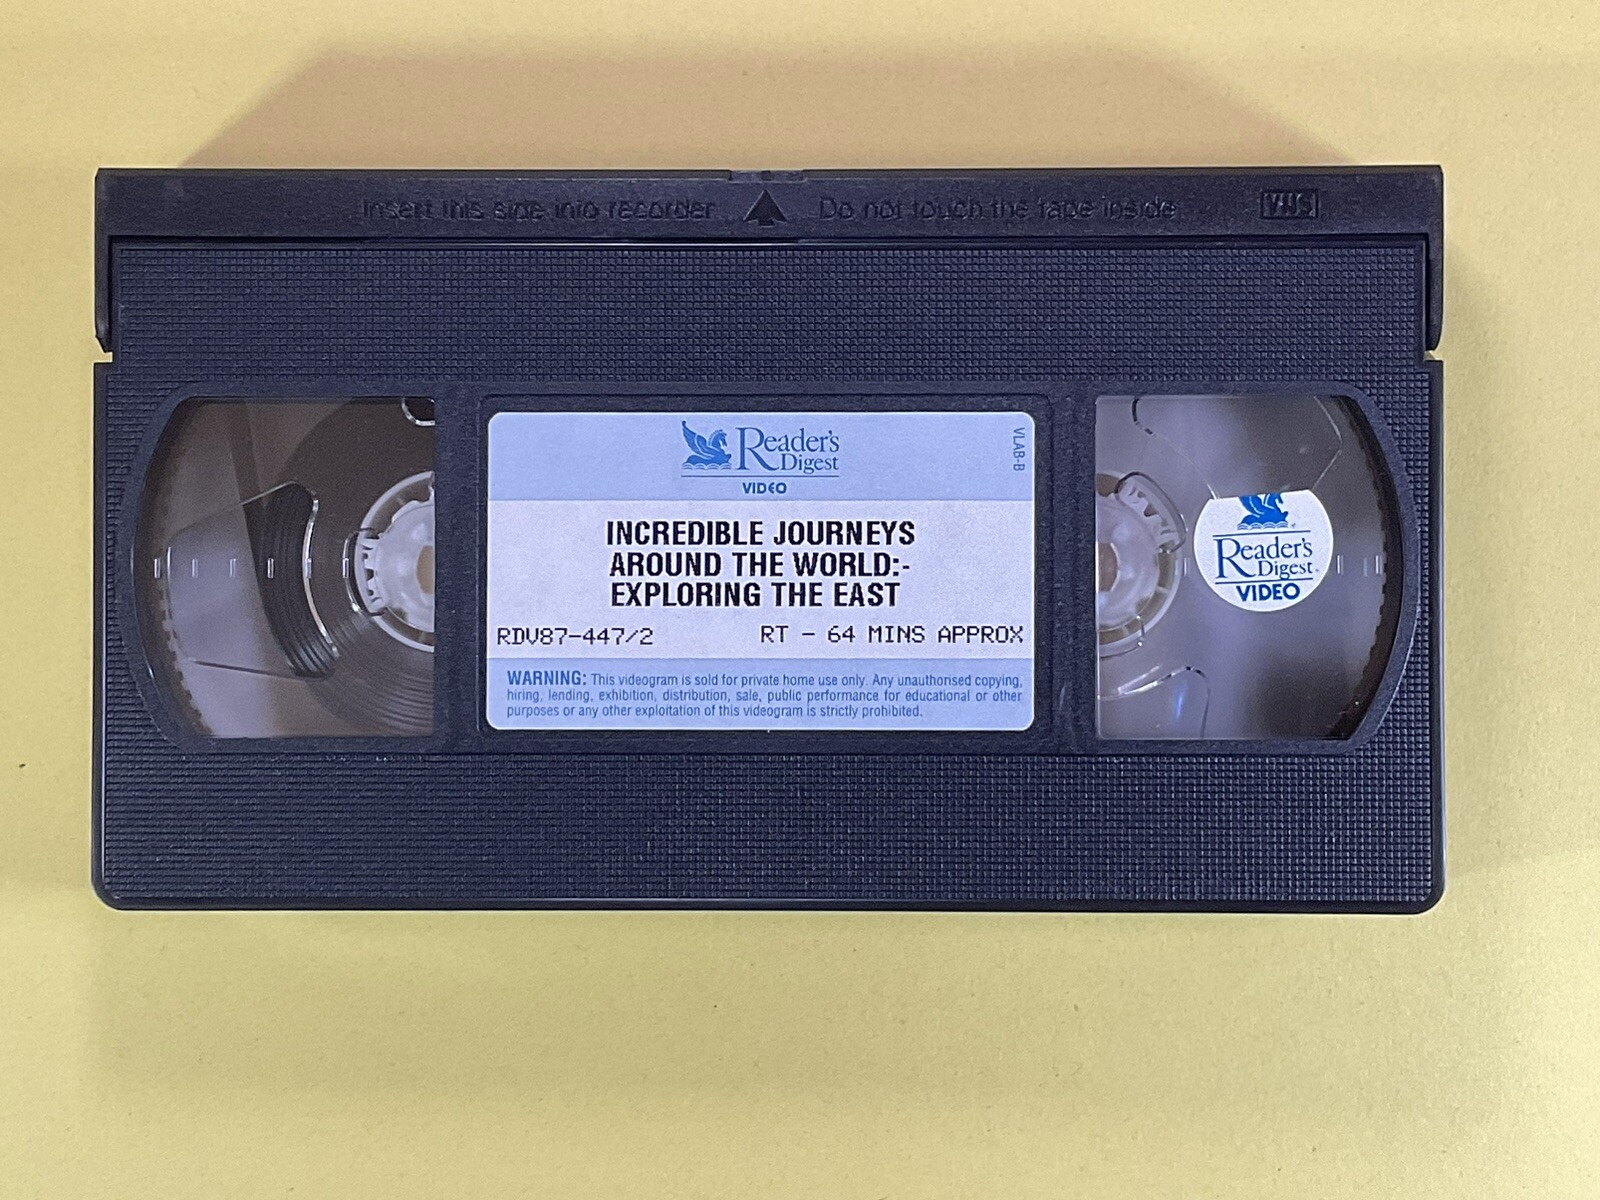 Insert this side into recorder
Do not touch the tape inside
VHS
Reader's
Digest
VIDEO
VLAB-B
INCREDIBLE JOURNEYS
AROUND THE WORLD:-
EXPLORING THE EAST
RDV87-447/2 RT - 64 MINS APPROX
WARNING: This videogram is sold for private home use only. Any unauthorised copying,
hiring, lending, exhibition, distribution, sale, public performance for educational or other
purposes or any other exploitation of this videogram is strictly prohibited.
Reader's
Digest
VIDEO